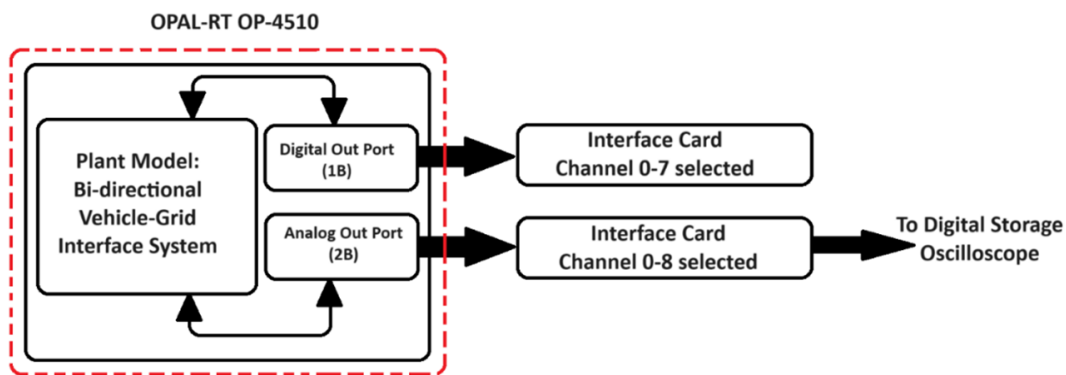 OPAL-RT OP-4510
Plant Model:
Bi-directional
Vehicle-Grid
Interface System
Digital Out Port
(1B)
Analog Out Port
(2B)
Interface Card
Channel 0-7 selected
Interface Card
Channel 0-8 selected
To Digital Storage
Oscilloscope